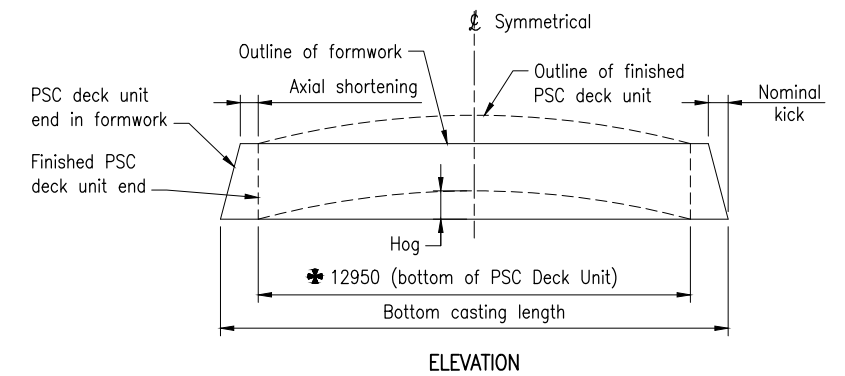 ℄ Symmetrical
Outline of formwork
Axial shortening
Outline of finished
PSC deck unit
PSC deck unit
end in formwork
Nominal
kick
Finished PSC
deck unit end
Hog
✠ 12950 (bottom of PSC Deck Unit)
Bottom casting length
ELEVATION